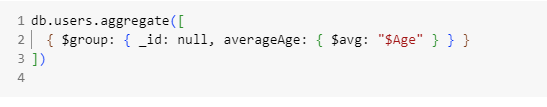 1 db.users.aggregate([
2   { $group: { _id: null, averageAge: { $avg: "$Age" } } }
3 ])
4